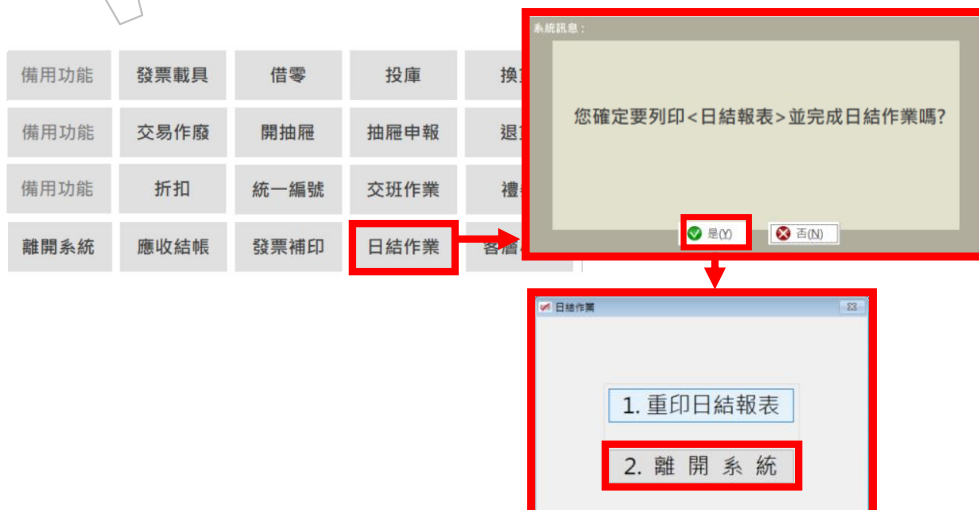 系統訊息：
您確定要列印<日結報表>並完成日結作業嗎?
是(Y) 否(N)
備用功能 發票載具 借零 投庫
備用功能 交易作廢 開抽屜 抽屜申報
備用功能 折扣 統一編號 交班作業
離開系統 應收結帳 發票補印 日結作業
日結作業
1. 重印日結報表
2. 離 開 系 統